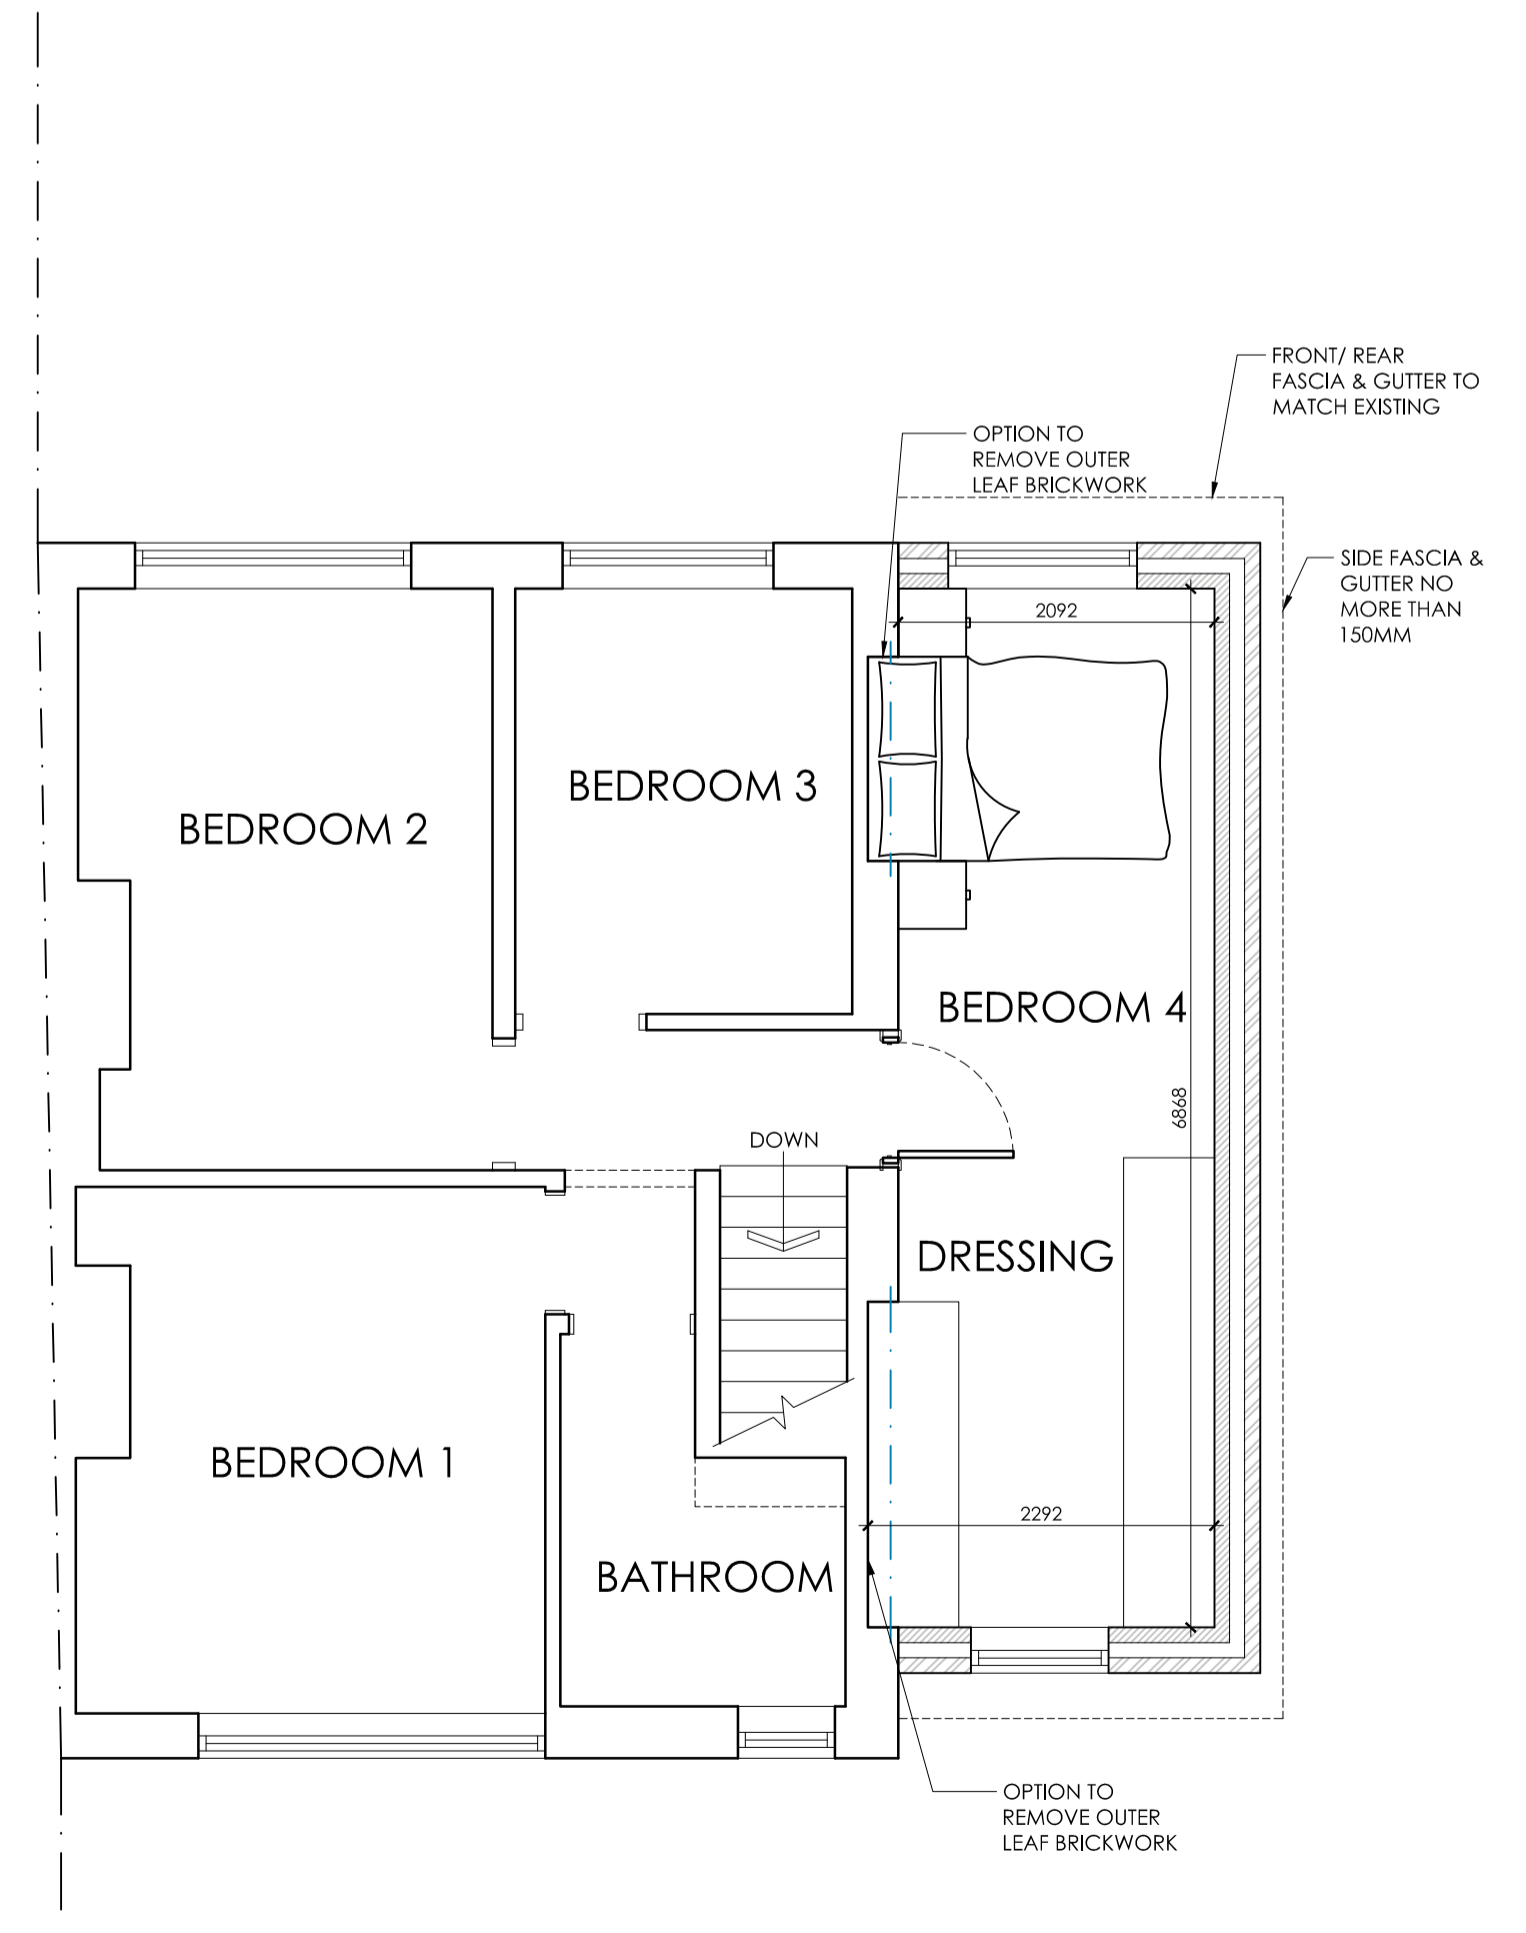 FRONT/ REAR
FASCIA & GUTTER TO
MATCH EXISTING
OPTION TO
REMOVE OUTER
LEAF BRICKWORK
SIDE FASCIA &
GUTTER NO
MORE THAN
150MM
2092
BEDROOM 3
BEDROOM 2
BEDROOM 4
6868
DOWN
DRESSING
BEDROOM 1
2292
BATHROOM
OPTION TO
REMOVE OUTER
LEAF BRICKWORK